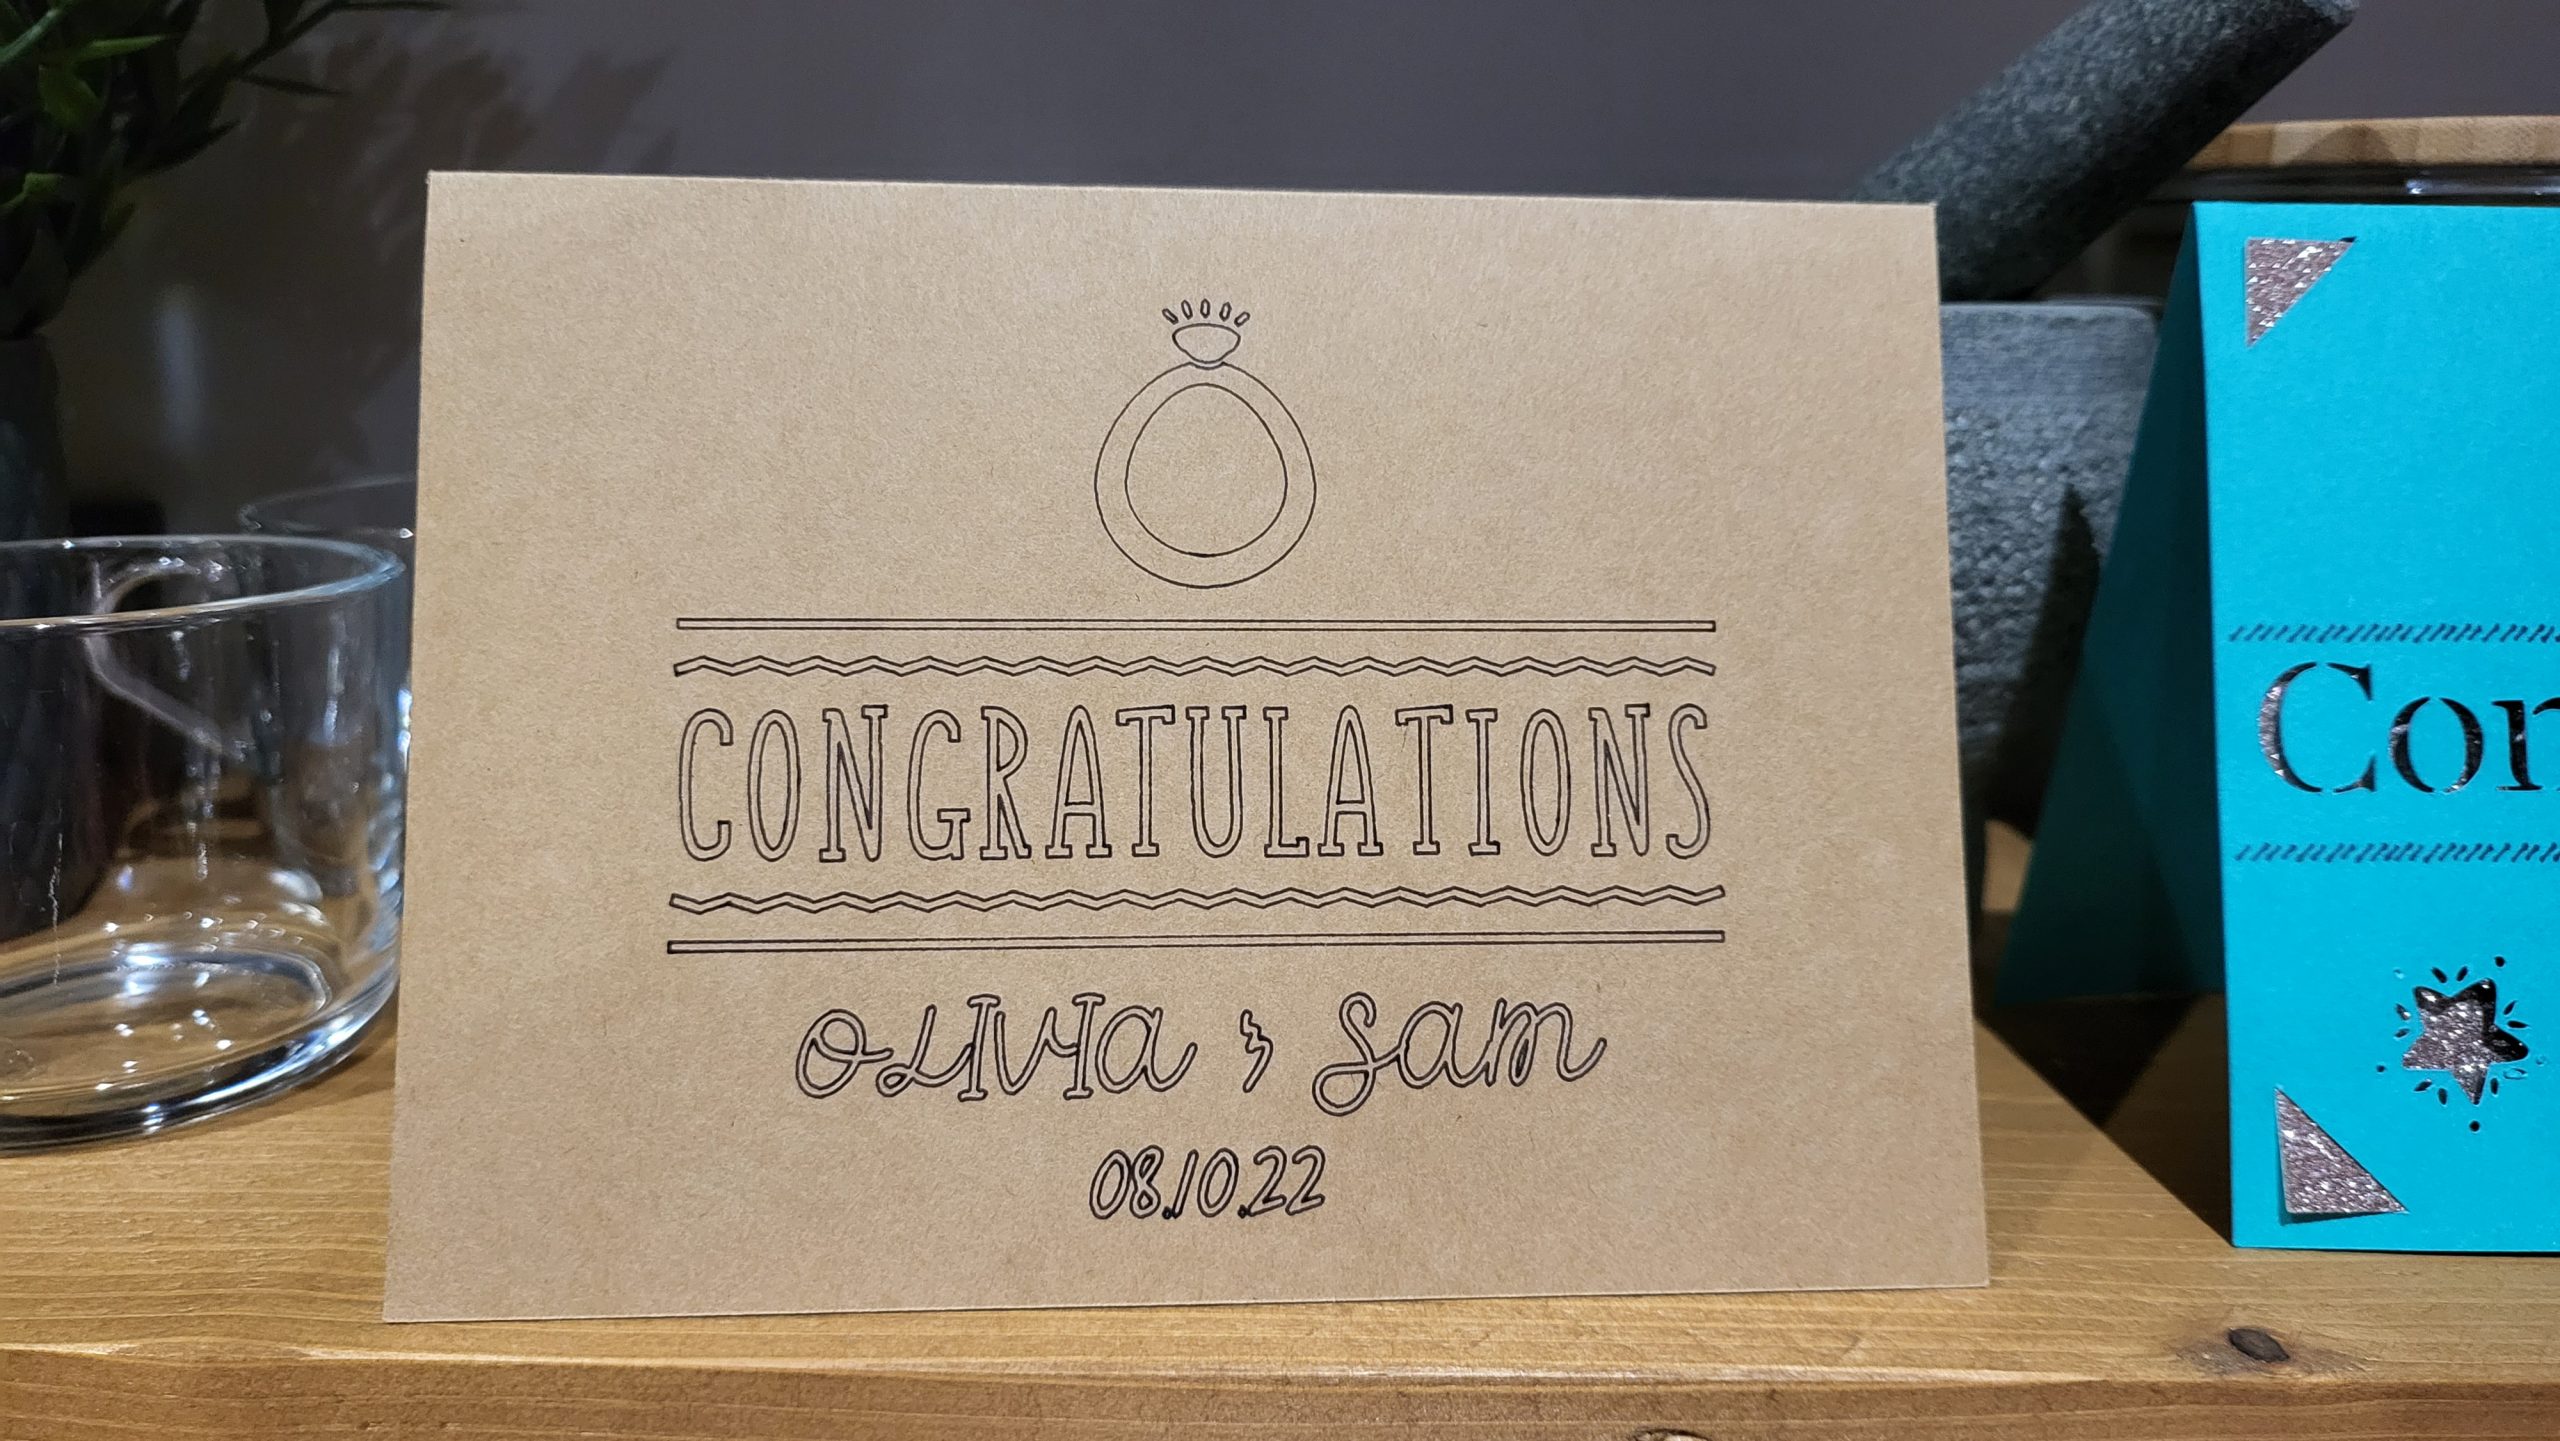 CONGRATULATIONS
OLIVIa & Sam
08.10.22
Con